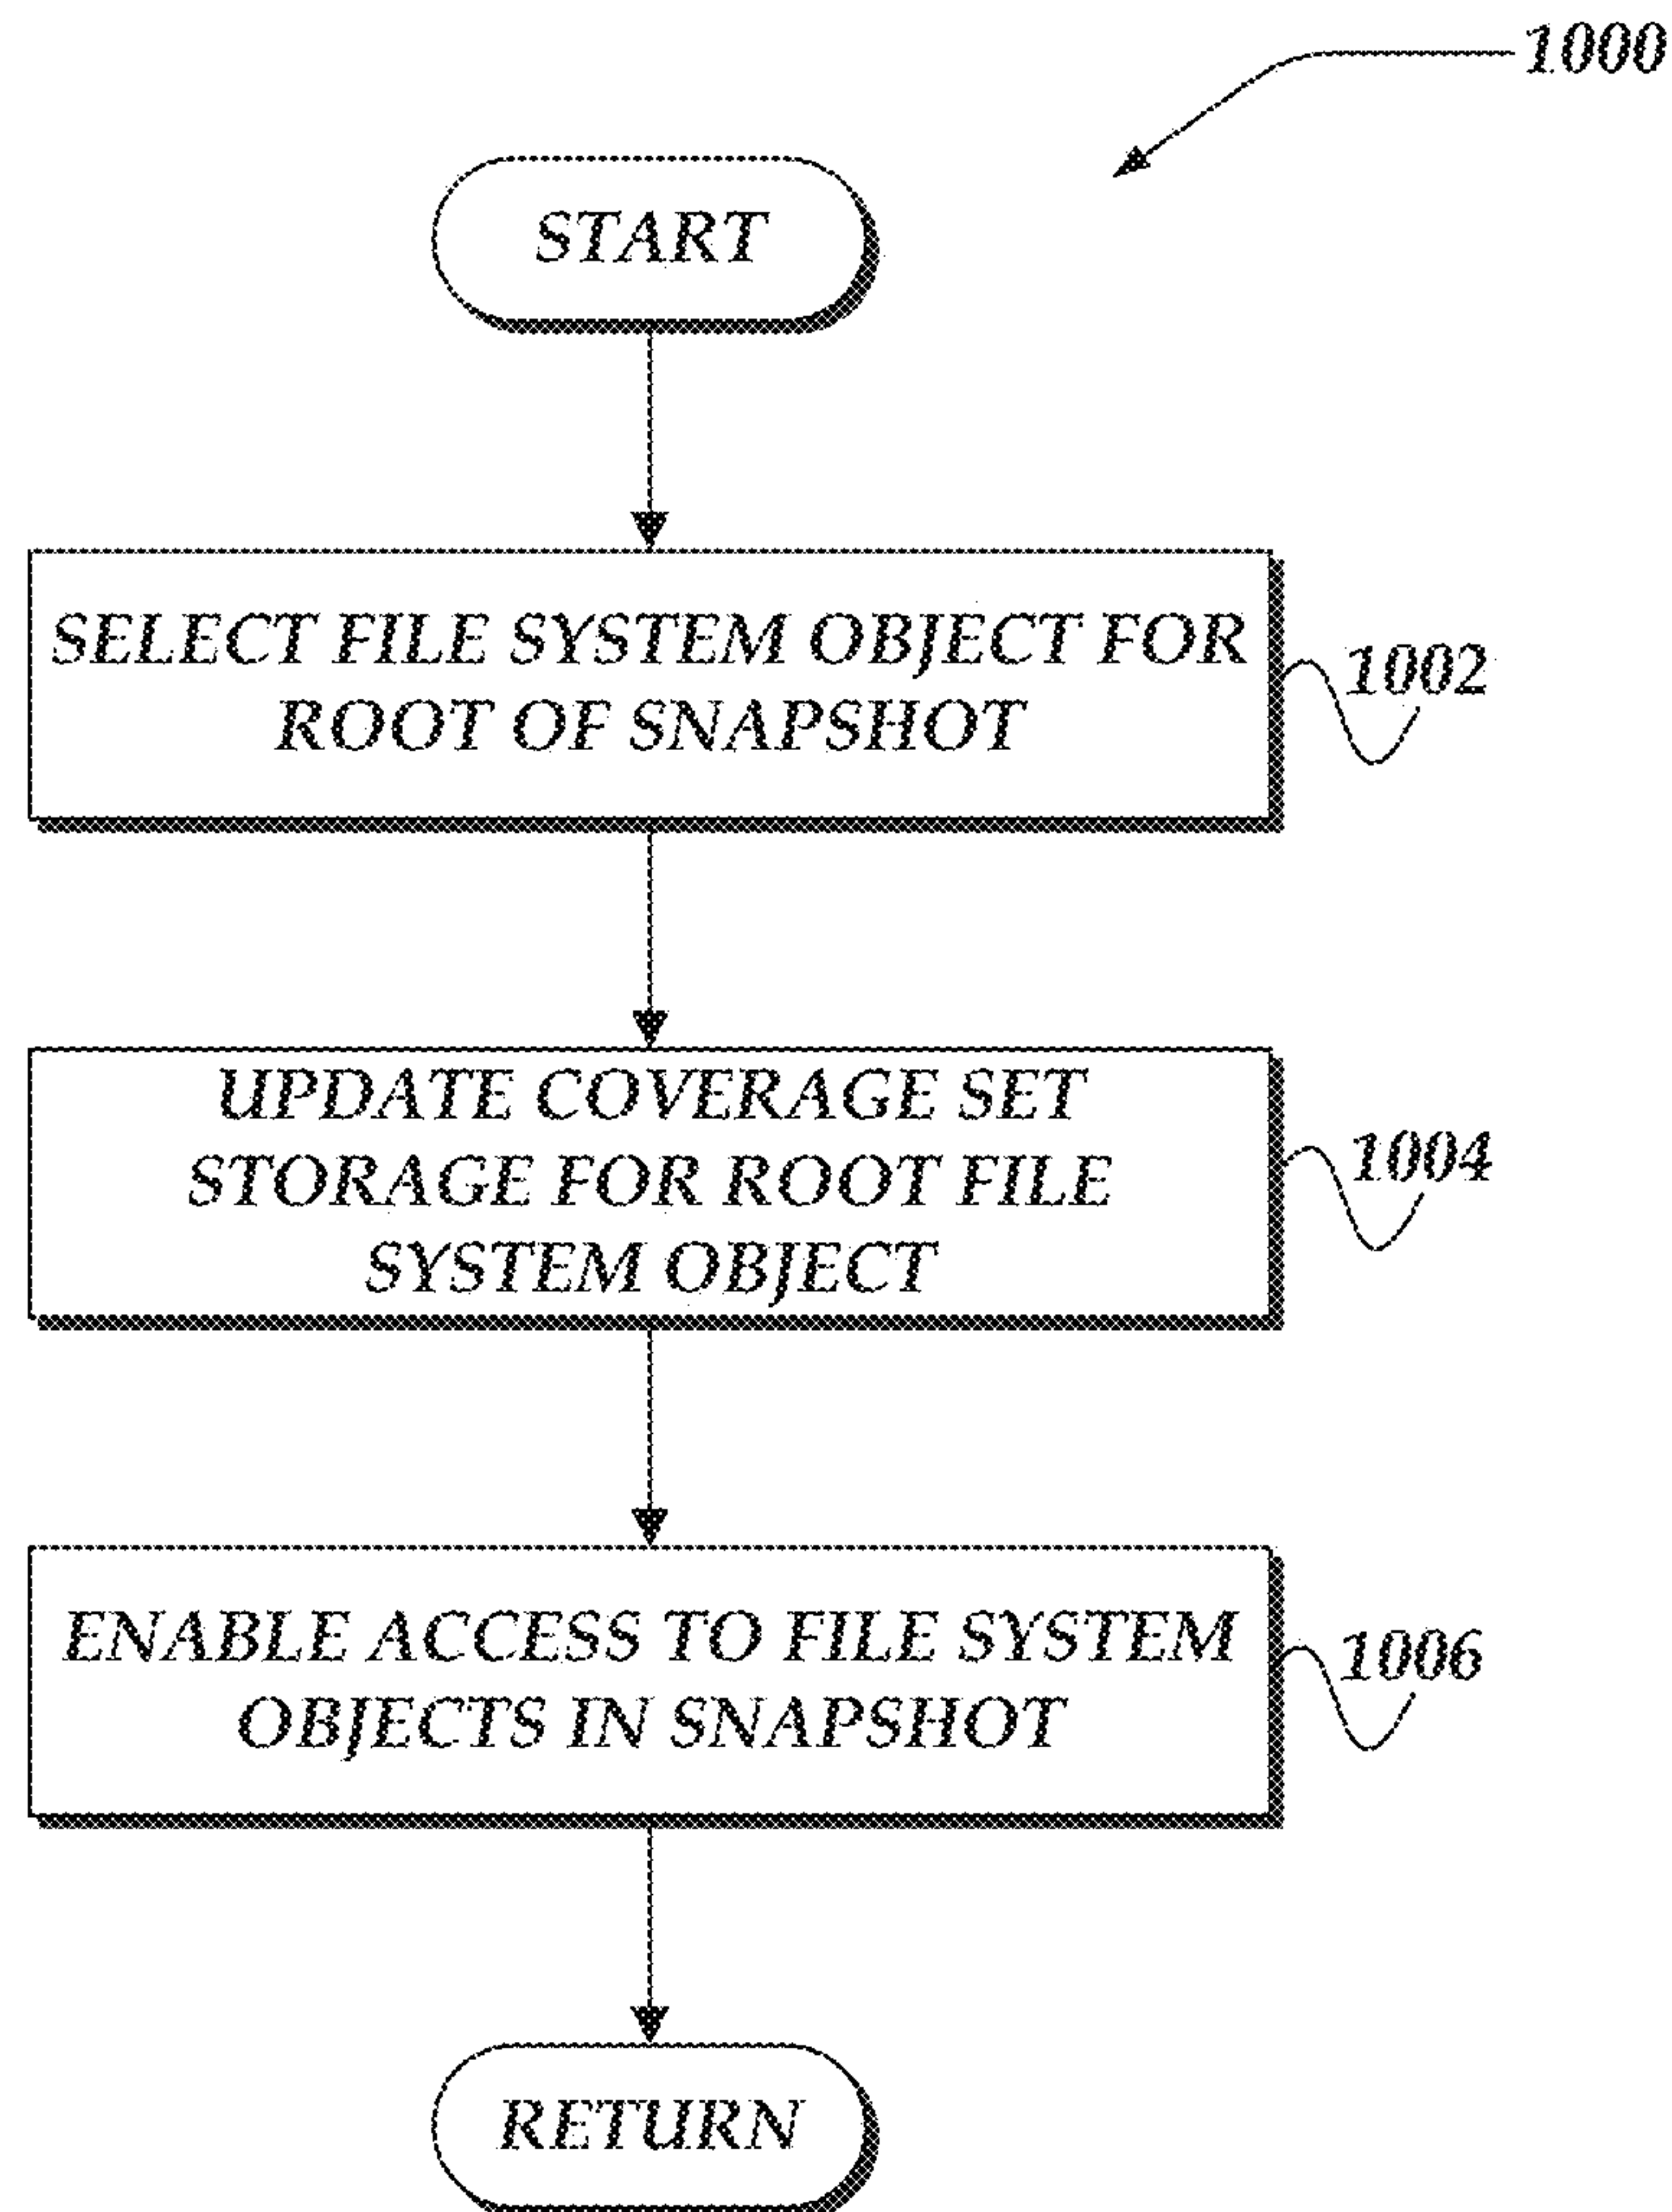 1000
START
SELECT FILE SYSTEM OBJECT FOR
ROOT OF SNAPSHOT
1002
UPDATE COVERAGE SET
STORAGE FOR ROOT FILE
SYSTEM OBJECT
1004
ENABLE ACCESS TO FILE SYSTEM
OBJECTS IN SNAPSHOT
1006
RETURN